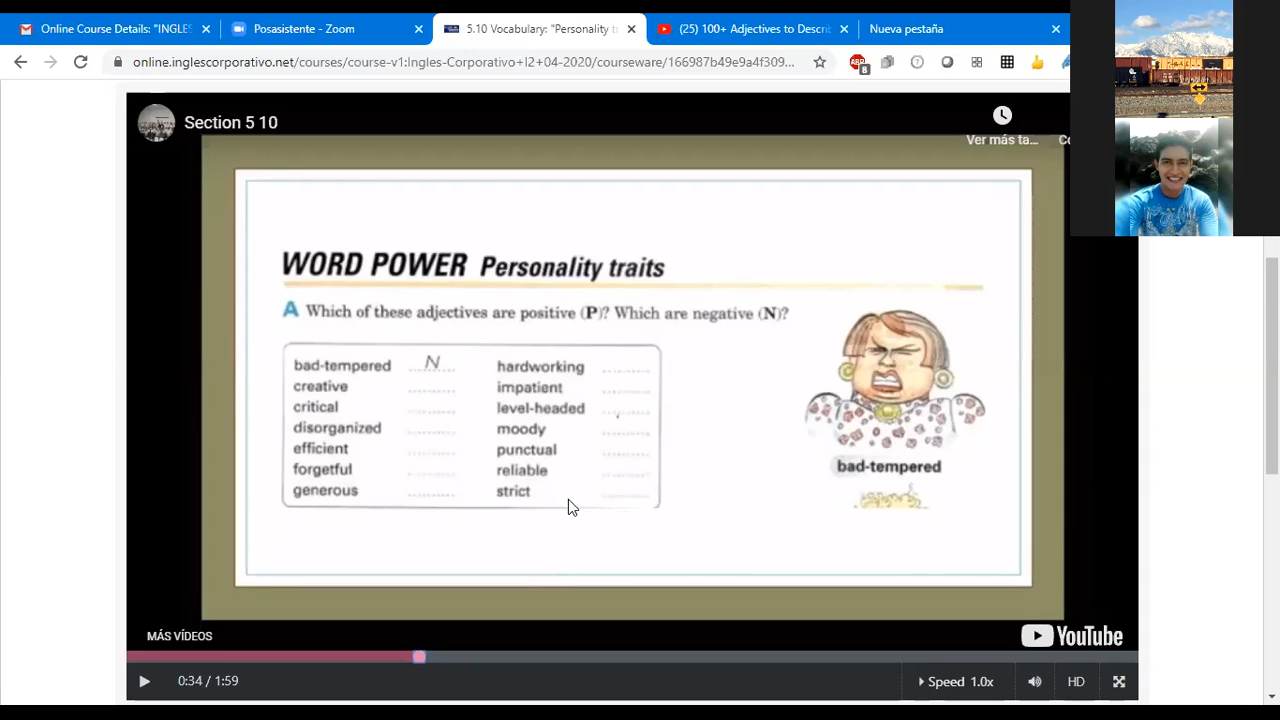 Online Course Details: "INGLES
Posasistente - Zoom
5.10 Vocabulary: "Personality t
(25) 100+ Adjectives to Descri
Nueva pestaña
online.inglescorporativo.net/courses/course-v1:Ingles-Corporativo+I2+04-2020/courseware/166987b49e9a4f309...
ABP
8
Section 5 10
Ver más ta...
Co
WORD POWER Personality traits
A Which of these adjectives are positive (P)? Which are negative (N)?
bad-tempered N hardworking
creative impatient
critical level-headed
disorganized moody
efficient punctual
forgetful reliable
generous strict
bad-tempered
MÁS VÍDEOS
YouTube
0:34 / 1:59
Speed 1.0x
HD